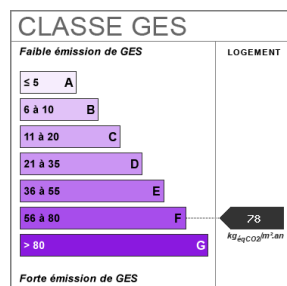 CLASSE GES
Faible émission de GES
LOGEMENT
≤ 5 A
6 à 10 B
11 à 20 C
21 à 35 D
36 à 55 E
56 à 80 F
78
kgéqCO2/m².an
> 80 G
Forte émission de GES